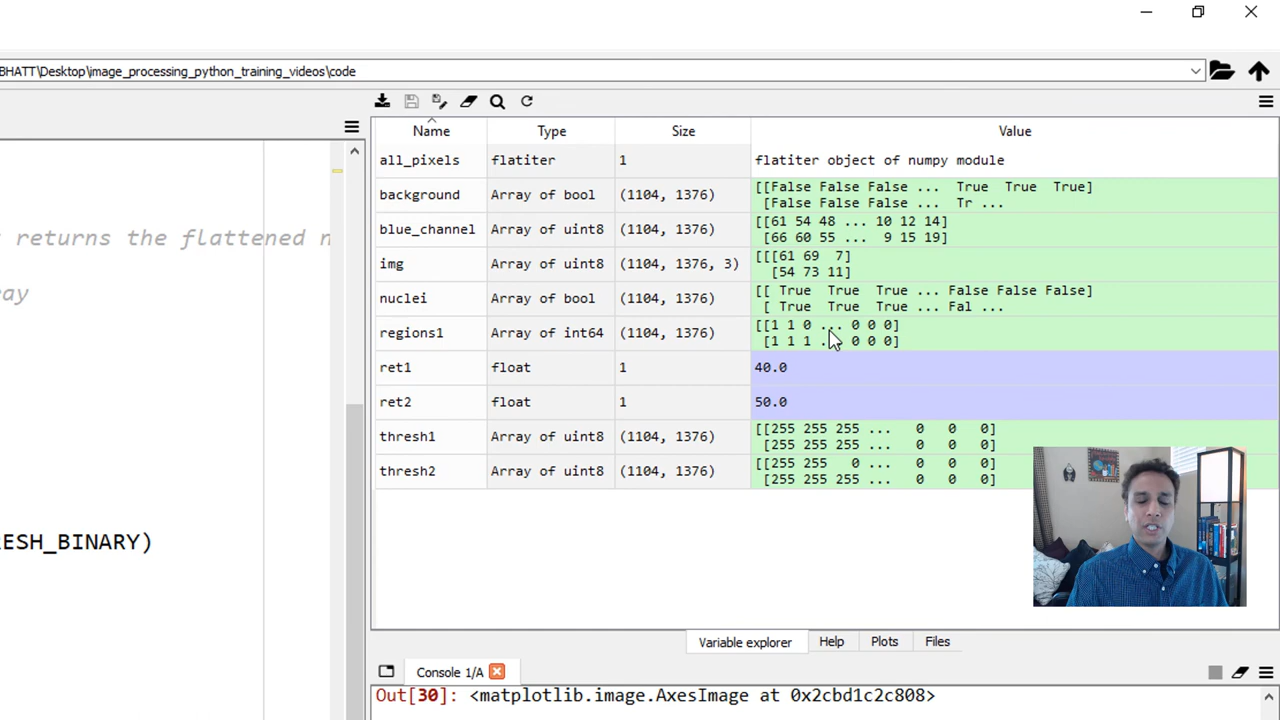 BHATT\Desktop\image_processing_python_training_videos\code
Name Type Size Value
all_pixels flatiter 1 flatiter object of numpy module
background Array of bool (1104, 1376) [[False False False ... True True True]
[False False False ... Tr ...
blue_channel Array of uint8 (1104, 1376) [[61 54 48 ... 10 12 14]
[66 60 55 ... 9 15 19]
img Array of uint8 (1104, 1376, 3) [[[61 69 7]
[54 73 11]
nuclei Array of bool (1104, 1376) [[ True True True ... False False False]
[ True True True ... Fal ...
regions1 Array of int64 (1104, 1376) [[1 1 0 ... 0 0 0]
[1 1 1 ... 0 0 0]
ret1 float 1 40.0
ret2 float 1 50.0
thresh1 Array of uint8 (1104, 1376) [[255 255 255 ... 0 0 0]
[255 255 255 ... 0 0 0]
thresh2 Array of uint8 (1104, 1376) [[255 255 0 ... 0 0 0]
[255 255 255 ... 0 0 0]
returns the flattened
ay
RESH_BINARY)
Variable explorer Help Plots Files
Console 1/A
Out[30]: <matplotlib.image.AxesImage at 0x2cbd1c2c808>